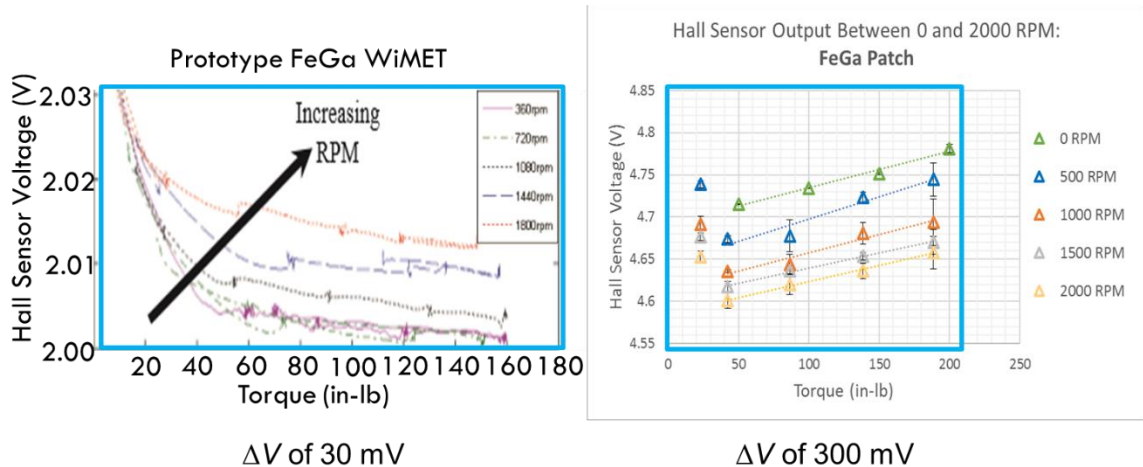 Prototype FeGa WiMET
Hall Sensor Voltage (V)
2.03
2.02
2.01
2.00
Increasing
RPM
360rpm
720rpm
1080rpm
1440rpm
1800rpm
20 40 60 80 100 120 140 160 180
Torque (in-lb)
ΔV of 30 mV
Hall Sensor Output Between 0 and 2000 RPM:
FeGa Patch
Hall Sensor Voltage (V)
4.85
4.8
4.75
4.7
4.65
4.6
4.55
0 50 100 150 200 250
Torque (in-lb)
0 RPM
500 RPM
1000 RPM
1500 RPM
2000 RPM
ΔV of 300 mV